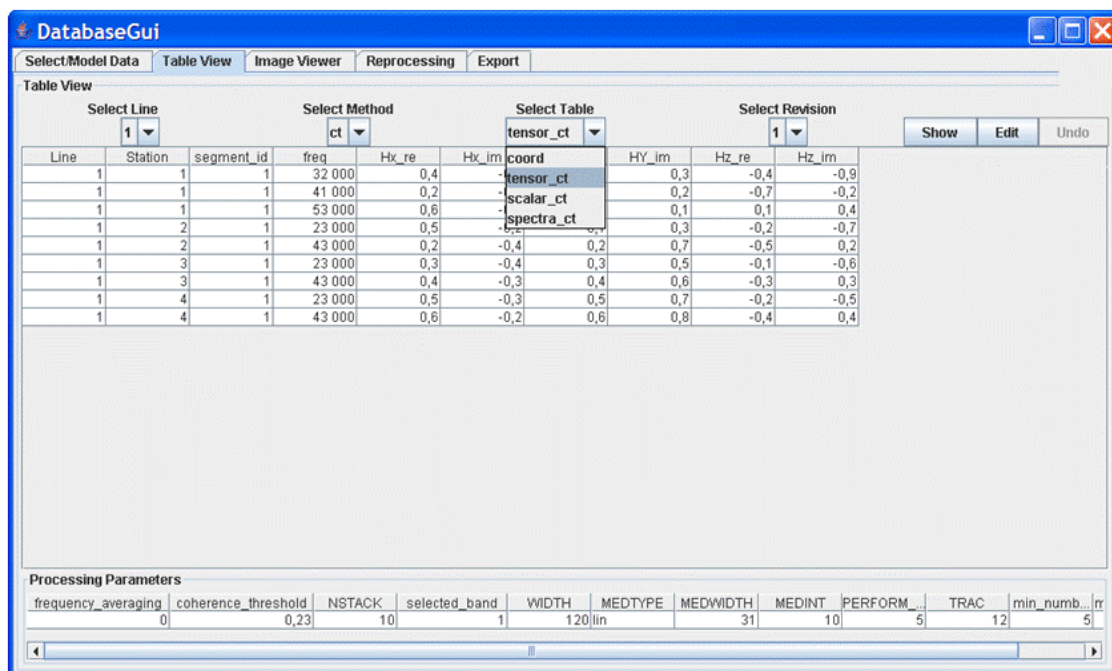 DatabaseGui
Select/Model Data Table View Image Viewer Reprocessing Export
Table View
Select Line Select Method Select Table Select Revision
1 ct tensor_ct 1 Show Edit Undo
Line Station segment_id freq Hx_re Hx_im HY_im Hz_re Hz_im
coord
tensor_ct
scalar_ct
spectra_ct
1 1 1 32 000 0,4 0,3 -0,4 -0,9
1 1 1 41 000 0,2 0,2 -0,7 -0,2
1 1 1 53 000 0,6 0,1 0,1 0,4
1 2 1 23 000 0,5 0,3 -0,2 -0,7
1 2 1 43 000 0,2 -0,4 0,2 0,7 -0,5 0,2
1 3 1 23 000 0,3 -0,4 0,3 0,5 -0,1 -0,6
1 3 1 43 000 0,4 -0,3 0,4 0,6 -0,3 0,3
1 4 1 23 000 0,5 -0,3 0,5 0,7 -0,2 -0,5
1 4 1 43 000 0,6 -0,2 0,6 0,8 -0,4 0,4
Processing Parameters
frequency_averaging coherence_threshold NSTACK selected_band WIDTH MEDTYPE MEDWIDTH MEDINT PERFORM_... TRAC min_numb... m
0 0,23 10 1 120 lin 31 10 5 12 5